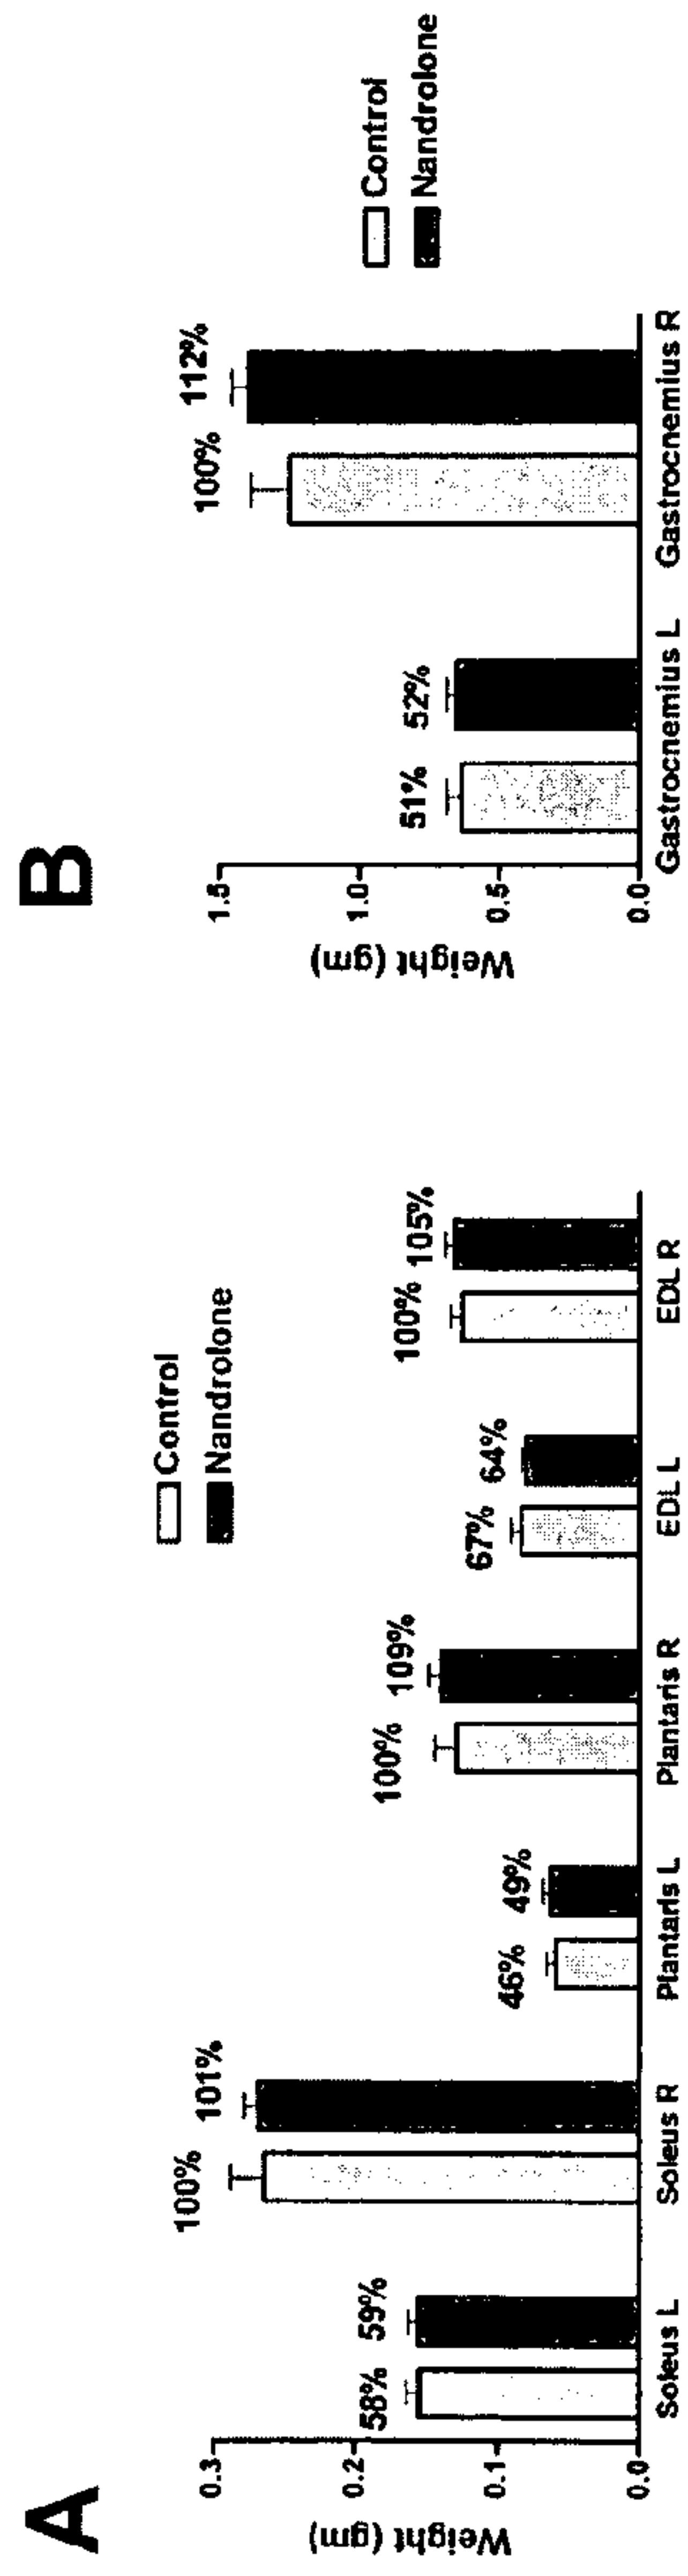 A
Control
Nandrolone
Weight (gm)
0.3
0.2
0.1
0.0
58%
59%
100%
101%
46%
49%
100%
109%
67%
64%
100%
105%
Soleus L
Soleus R
Plantaris L
Plantaris R
EDL L
EDL R
B
Control
Nandrolone
Weight (gm)
1.5
1.0
0.5
0.0
51%
52%
100%
112%
Gastrocnemius L
Gastrocnemius R